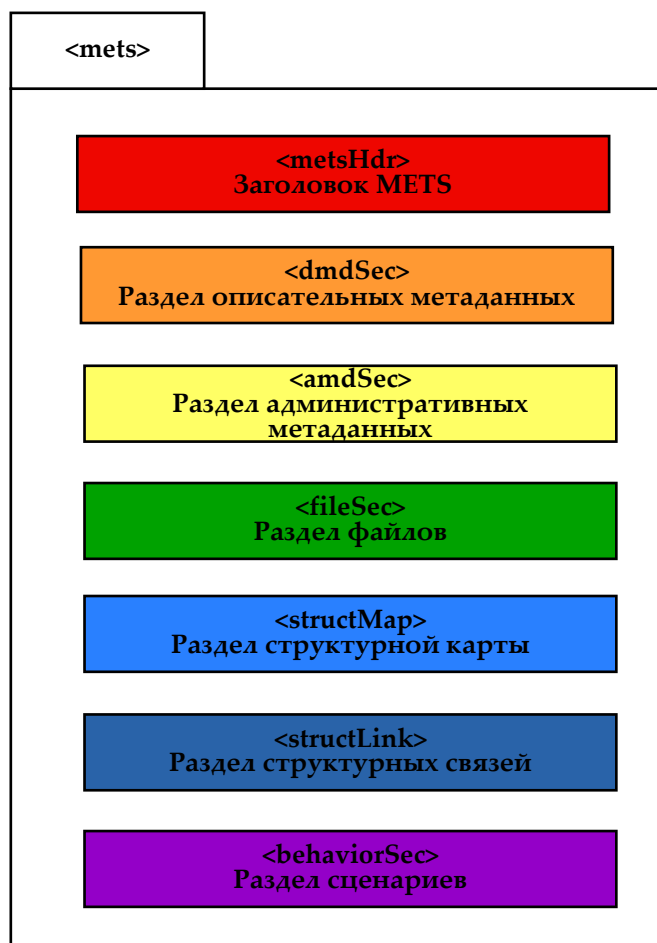 <mets>
<metsHdr>
Заголовок METS
<dmdSec>
Раздел описательных метаданных
<amdSec>
Раздел административных
метаданных
<fileSec>
Раздел файлов
<structMap>
Раздел структурной карты
<structLink>
Раздел структурных связей
<behaviorSec>
Раздел сценариев